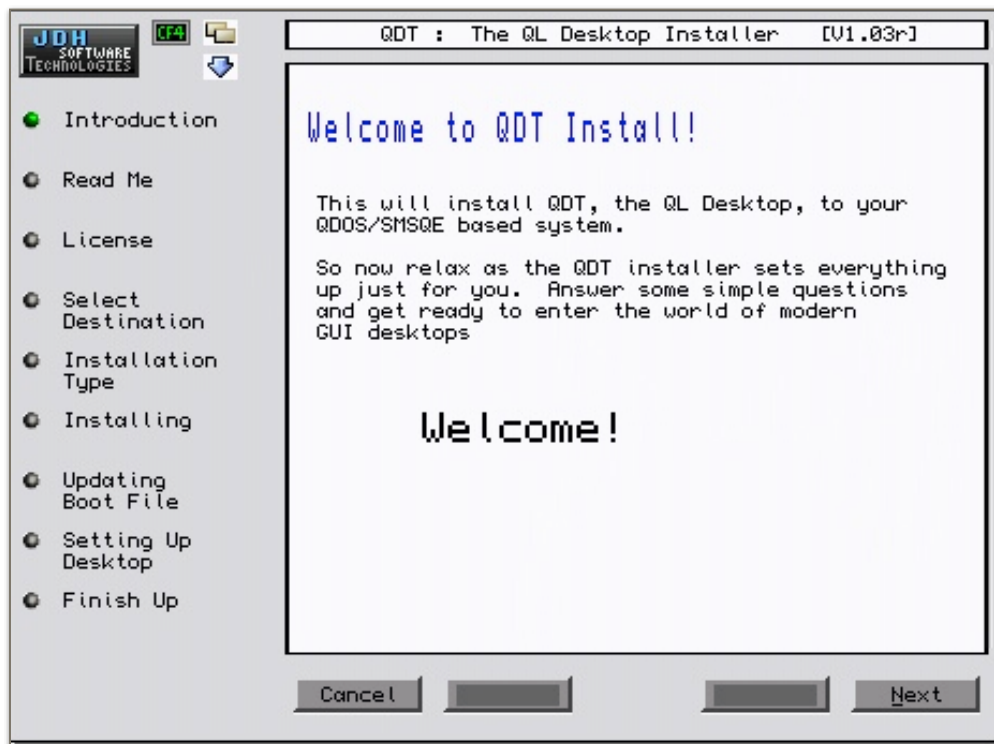 JDH
SOFTWARE
TECHNOLOGIES
CF4
QDT : The QL Desktop Installer [V1.03r]
Introduction
Read Me
License
Select
Destination
Installation
Type
Installing
Updating
Boot File
Setting Up
Desktop
Finish Up
Welcome to QDT Install!
This will install QDT, the QL Desktop, to your
QDOS/SMSQE based system.
So now relax as the QDT installer sets everything
up just for you. Answer some simple questions
and get ready to enter the world of modern
GUI desktops
Welcome!
Cancel
Next